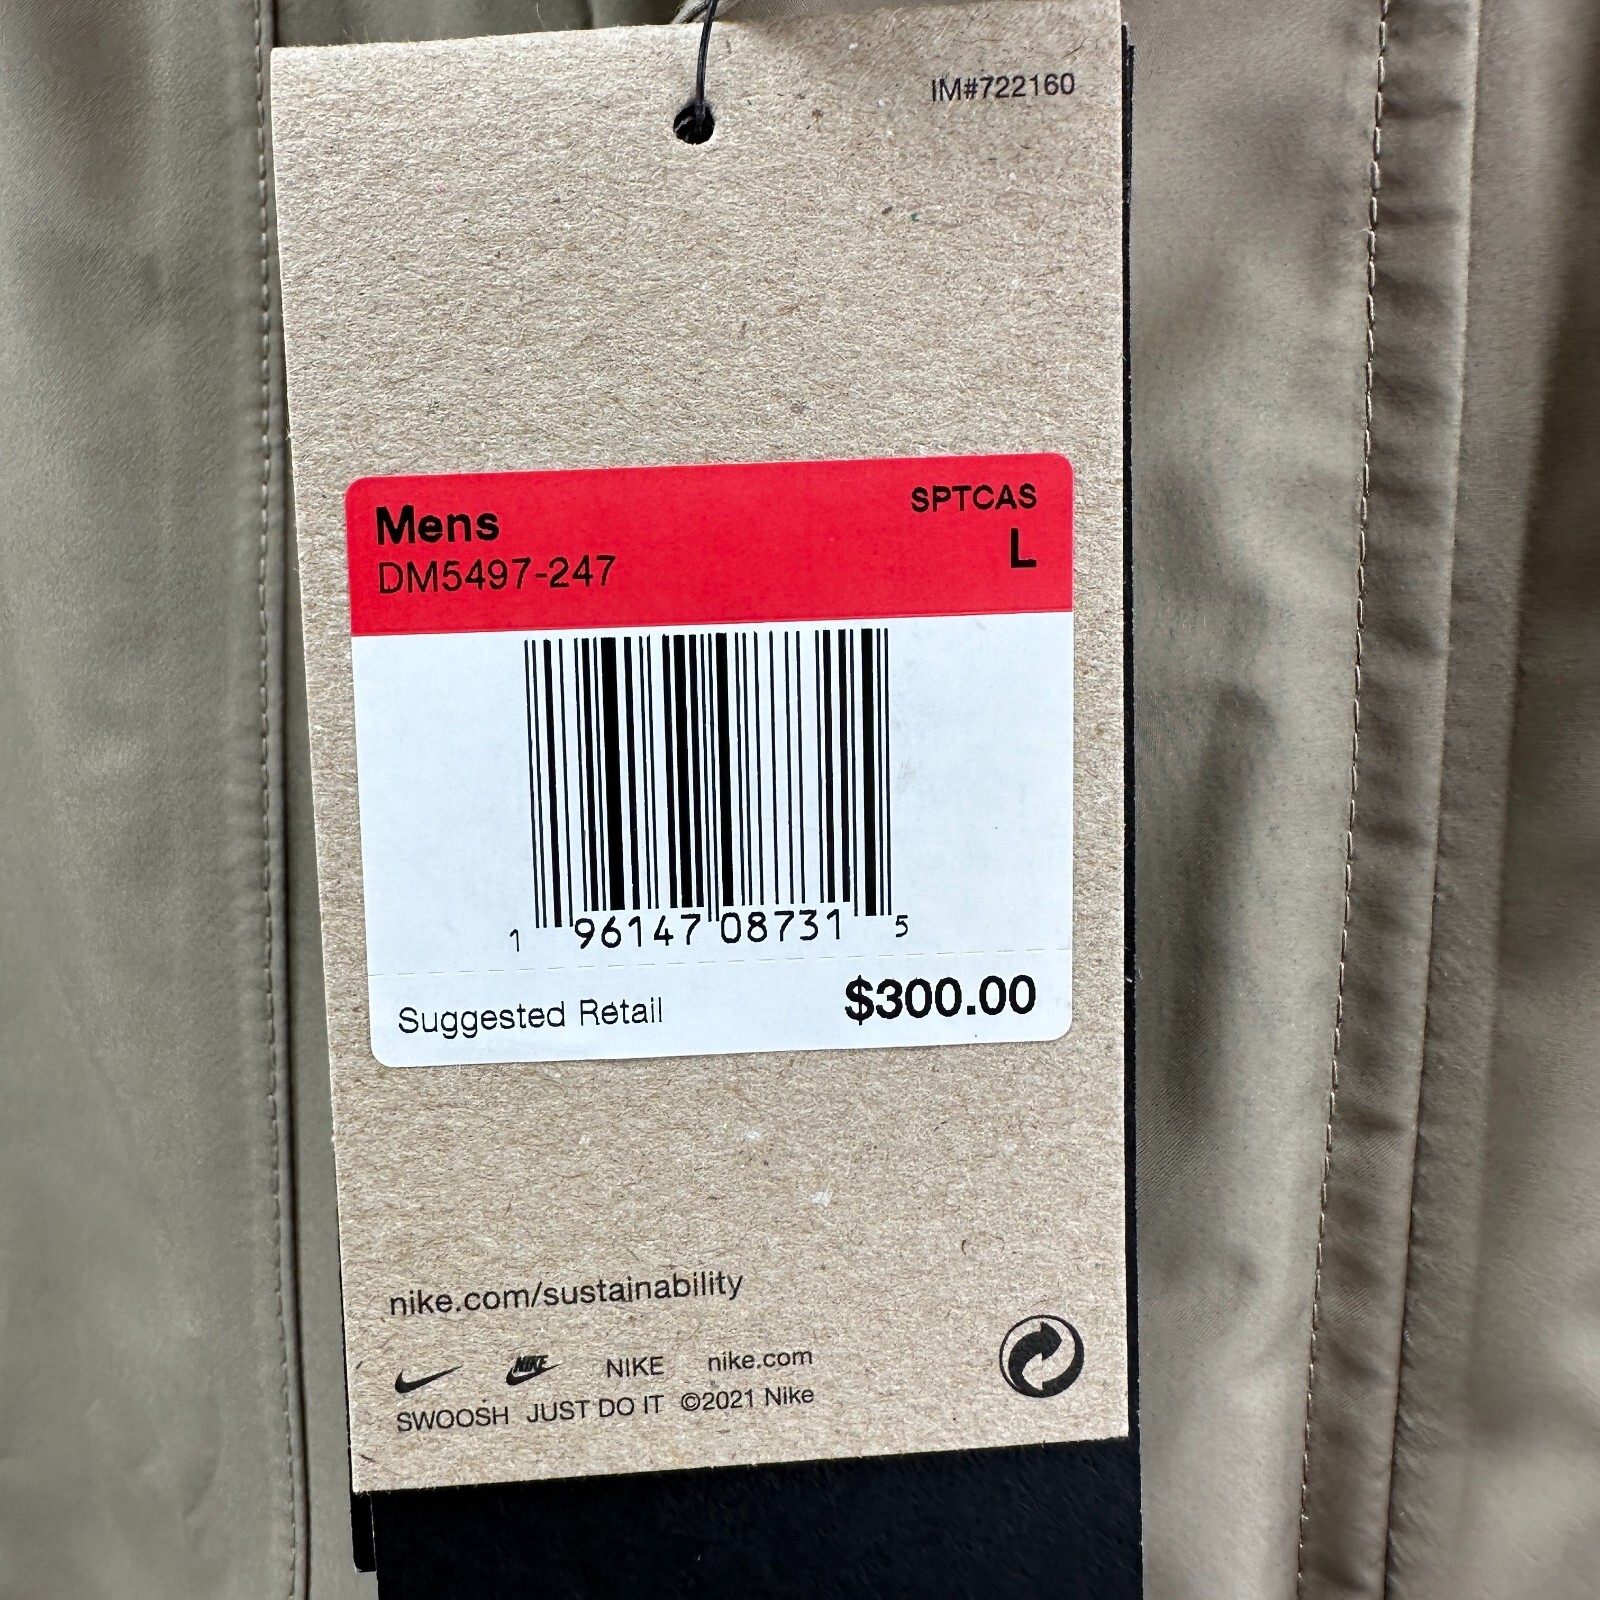 IM#722160
Mens
SPTCAS
DM5497-247
L
1 96147 08731 5
Suggested Retail $300.00
nike.com/sustainability
NIKE NIKE nike.com
SWOOSH JUST DO IT ©2021 Nike